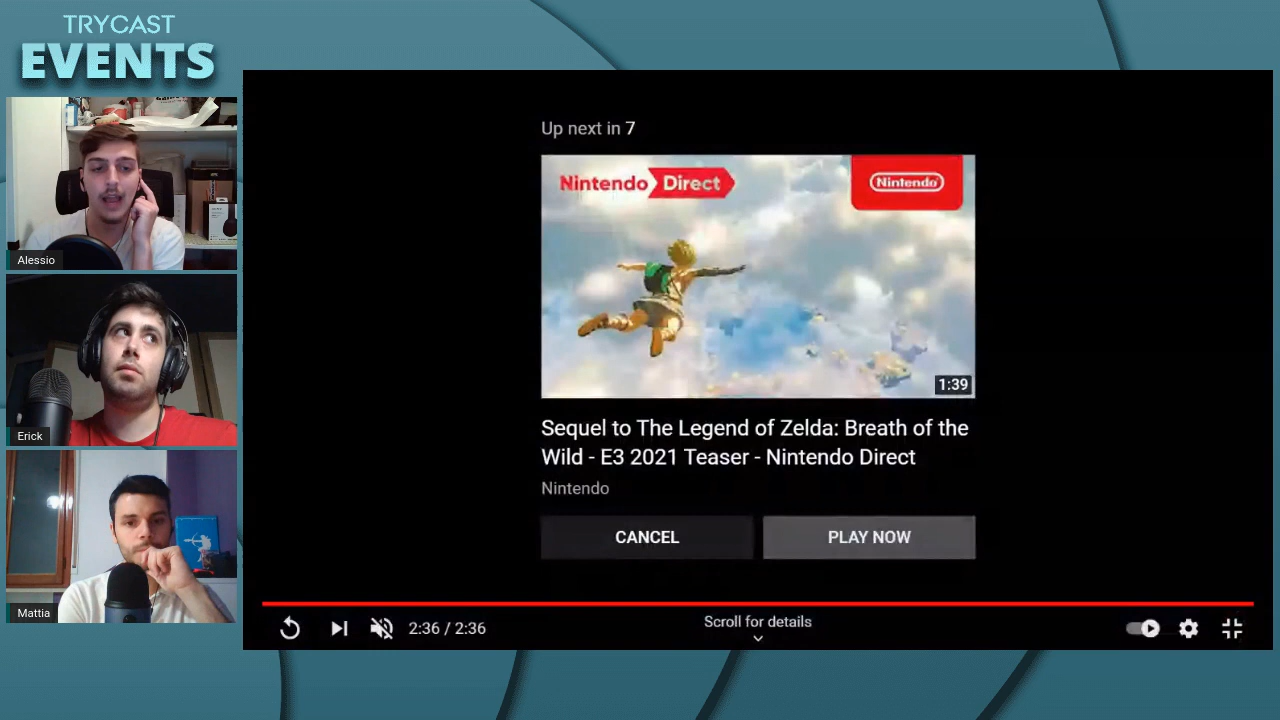 TRYCAST
EVENTS
Alessio
Erick
Mattia
Up next in 7
Nintendo Direct
Nintendo
1:39
Sequel to The Legend of Zelda: Breath of the
Wild - E3 2021 Teaser - Nintendo Direct
Nintendo
CANCEL
PLAY NOW
2:36 / 2:36
Scroll for details